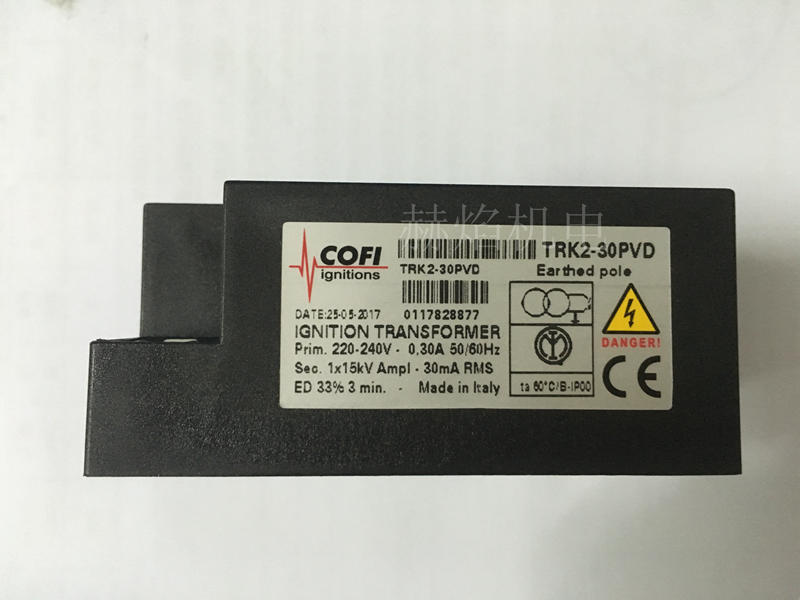 赫焰机电
COFI
ignitions
TRK2-30PVD
TRK2-30PVD
Earthed pole
DATE:25-05-2017
0117828877
IGNITION TRANSFORMER
Prim. 220-240V - 0,30A 50/60Hz
Sec. 1x15kV Ampl - 30mA RMS
ED 33% 3 min. - Made in Italy
ta 60°C/B-IP00
DANGER!
CE